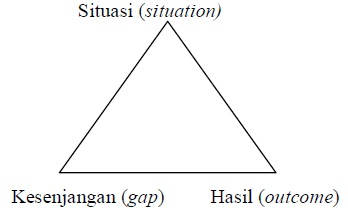 Situasi (situation)
Kesenjangan (gap)
Hasil (outcome)